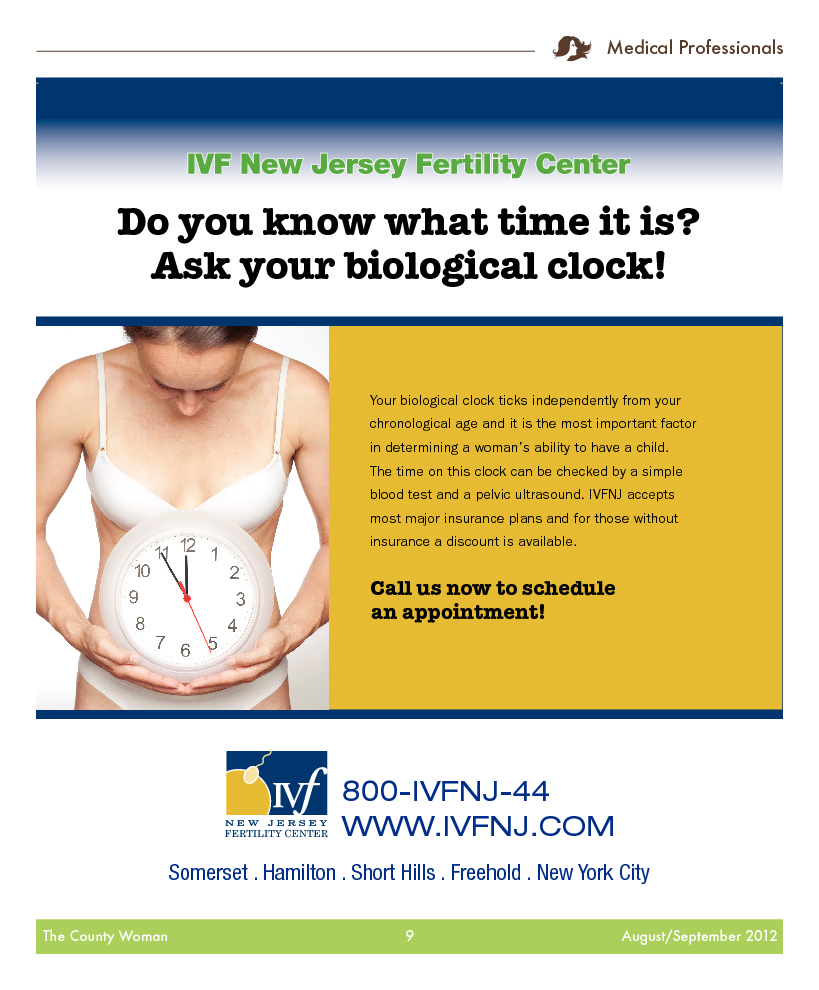 Medical Professionals
IVF New Jersey Fertility Center
Do you know what time it is?
Ask your biological clock!
Your biological clock ticks independently from your
chronological age and it is the most important factor
in determining a woman's ability to have a child.
The time on this clock can be checked by a simple
blood test and a pelvic ultrasound. IVFNJ accepts
most major insurance plans and for those without
insurance a discount is available.
Call us now to schedule
an appointment!
12
11
1
10
2
9
3
8
4
7
5
6
IVf
NEW JERSEY
FERTILITY CENTER
800-IVFNJ-44
WWW.IVFNJ.COM
Somerset . Hamilton . Short Hills . Freehold . New York City
The County Woman 9 August/September 2012